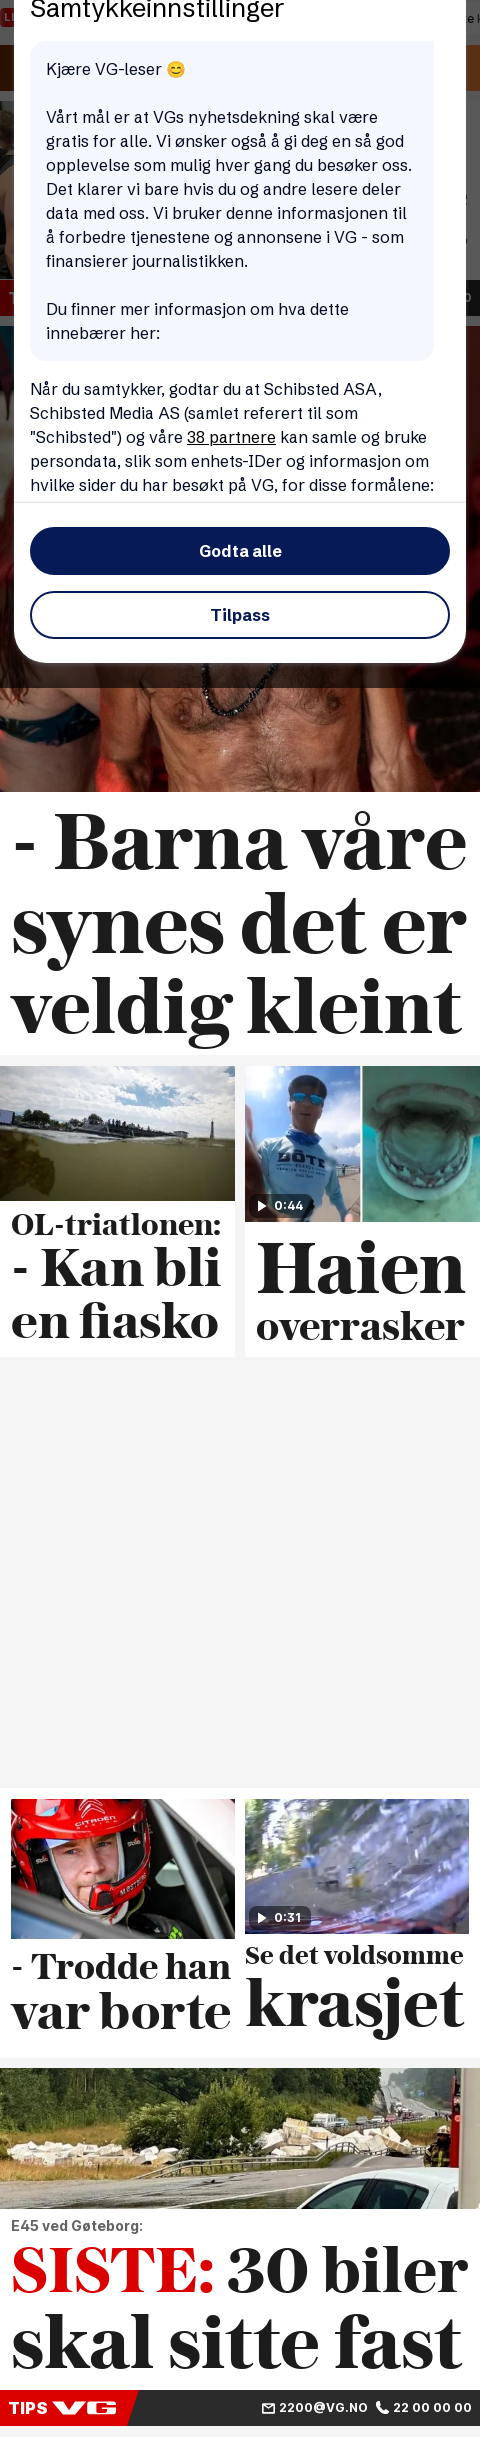 Samtykkeinnstillinger
Kjære VG-leser 😊
Vårt mål er at VGs nyhetsdekning skal være
gratis for alle. Vi ønsker også å gi deg en så god
opplevelse som mulig hver gang du besøker oss.
Det klarer vi bare hvis du og andre lesere deler
data med oss. Vi bruker denne informasjonen til
å forbedre tjenestene og annonsene i VG - som
finansierer journalistikken.
Du finner mer informasjon om hva dette
innebærer her:
Når du samtykker, godtar du at Schibsted ASA,
Schibsted Media AS (samlet referert til som
"Schibsted") og våre 38 partnere kan samle og bruke
persondata, slik som enhets-IDer og informasjon om
hvilke sider du har besøkt på VG, for disse formålene:
Godta alle
Tilpass
- Barna våre
synes det er
veldig kleint
OL-triatlonen:
- Kan bli
en fiasko
0:44
Haien
overrasker
- Trodde han
var borte
0:31
Se det voldsomme
krasjet
E45 ved Gøteborg:
SISTE: 30 biler
skal sitte fast
TIPS VG 2200@VG.NO 22 00 00 00